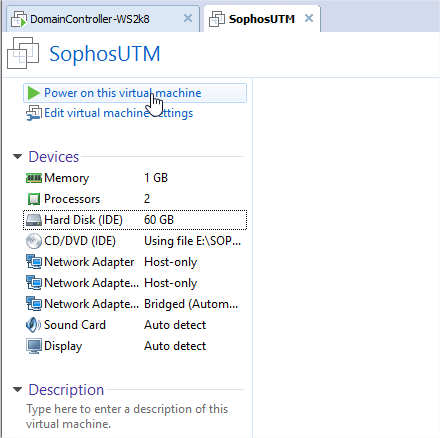 DomainController-WS2k8
SophosUTM
SophosUTM
Power on this virtual machine
Edit virtual machine settings
Devices
Memory 1 GB
Processors 2
Hard Disk (IDE) 60 GB
CD/DVD (IDE) Using file E:\SOP...
Network Adapter Host-only
Network Adapte... Host-only
Network Adapte... Bridged (Autom...
Sound Card Auto detect
Display Auto detect
Description
Type here to enter a description of this
virtual machine.